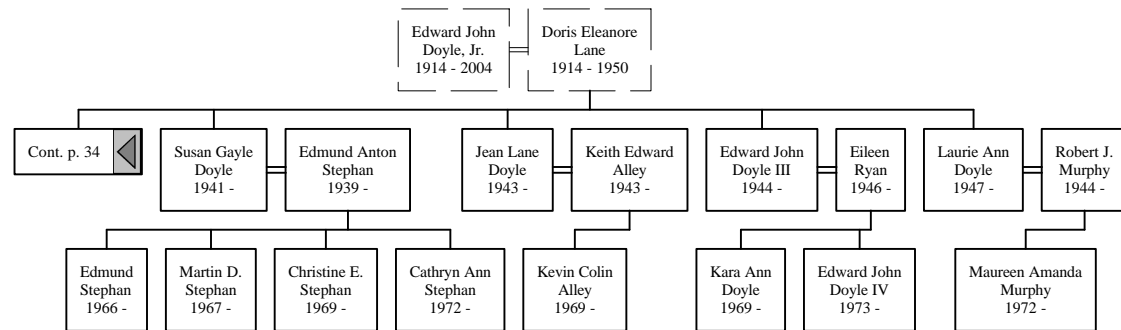 Edward John
Doyle, Jr.
1914 - 2004
Doris Eleanore
Lane
1914 - 1950
Cont. p. 34
Susan Gayle
Doyle
1941 -
Edmund Anton
Stephan
1939 -
Jean Lane
Doyle
1943 -
Keith Edward
Alley
1943 -
Edward John
Doyle III
1944 -
Eileen
Ryan
1946 -
Laurie Ann
Doyle
1947 -
Robert J.
Murphy
1944 -
Edmund
Stephan
1966 -
Martin D.
Stephan
1967 -
Christine E.
Stephan
1969 -
Cathryn Ann
Stephan
1972 -
Kevin Colin
Alley
1969 -
Kara Ann
Doyle
1969 -
Edward John
Doyle IV
1973 -
Maureen Amanda
Murphy
1972 -